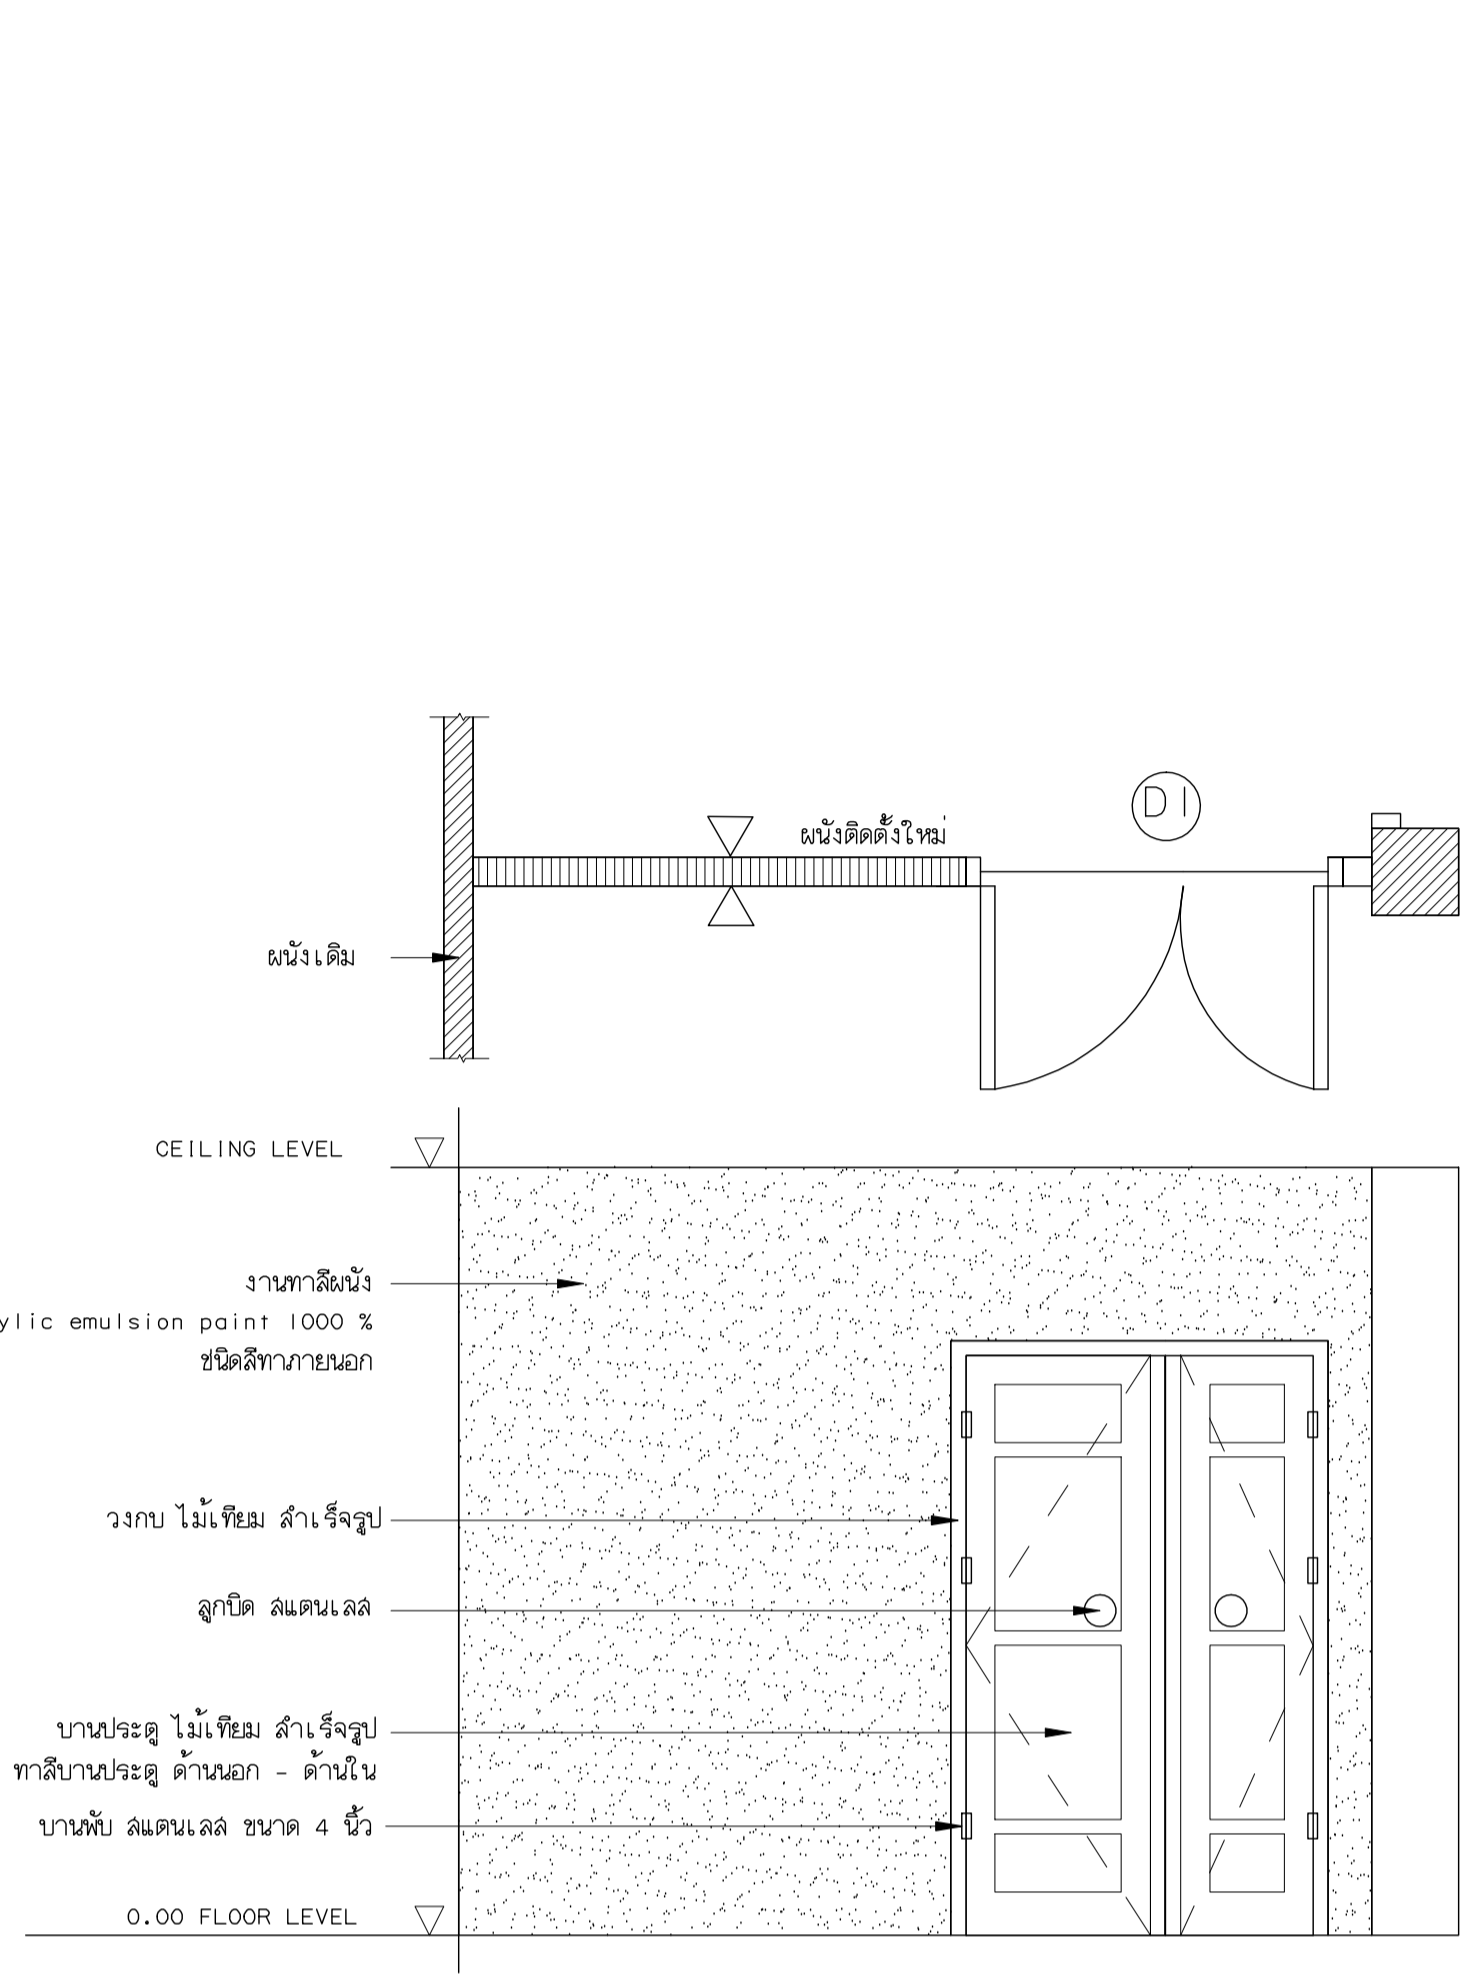 D1
ผนังติดตั้งใหม่
ผนังเดิม
CEILING LEVEL
งานทาสีผนัง
ylic emulsion paint 1000 %
ชนิดสีทาภายนอก
วงกบ ไม้เทียม สำเร็จรูป
ลูกบิด สแตนเลส
บานประตู ไม้เทียม สำเร็จรูป
ทาสีบานประตู ด้านนอก - ด้านใน
บานพับ สแตนเลส ขนาด 4 นิ้ว
0.00 FLOOR LEVEL